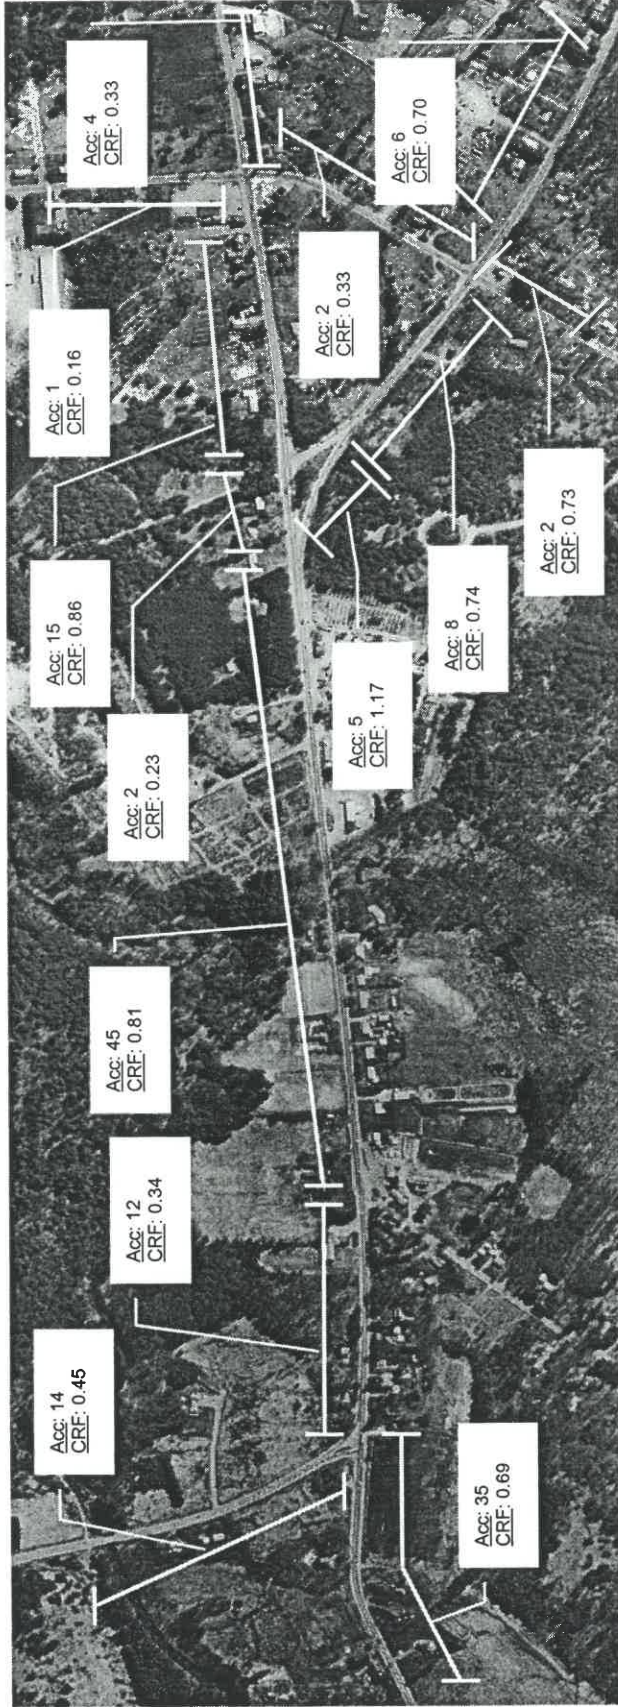 Acc: 14
CRF: 0.45
Acc: 12
CRF: 0.34
Acc: 45
CRF: 0.81
Acc: 2
CRF: 0.23
Acc: 15
CRF: 0.86
Acc: 1
CRF: 0.16
Acc: 4
CRF: 0.33
Acc: 35
CRF: 0.69
Acc: 5
CRF: 1.17
Acc: 8
CRF: 0.74
Acc: 2
CRF: 0.73
Acc: 2
CRF: 0.33
Acc: 6
CRF: 0.70